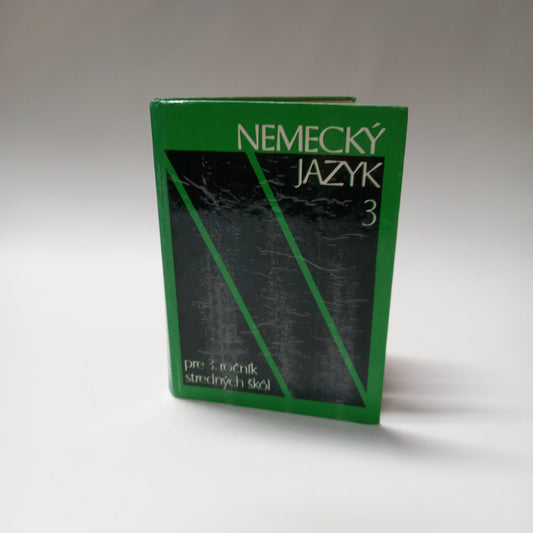 NEMECKÝ
JAZYK
3
pre 3. ročník
stredných škôl